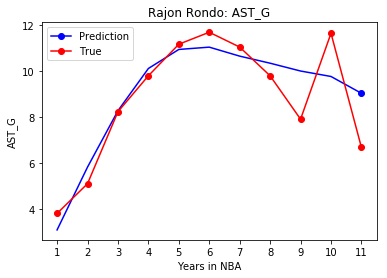 Rajon Rondo: AST_G
Prediction
True
AST_G
12
10
8
6
4
1 2 3 4 5 6 7 8 9 10 11
Years in NBA